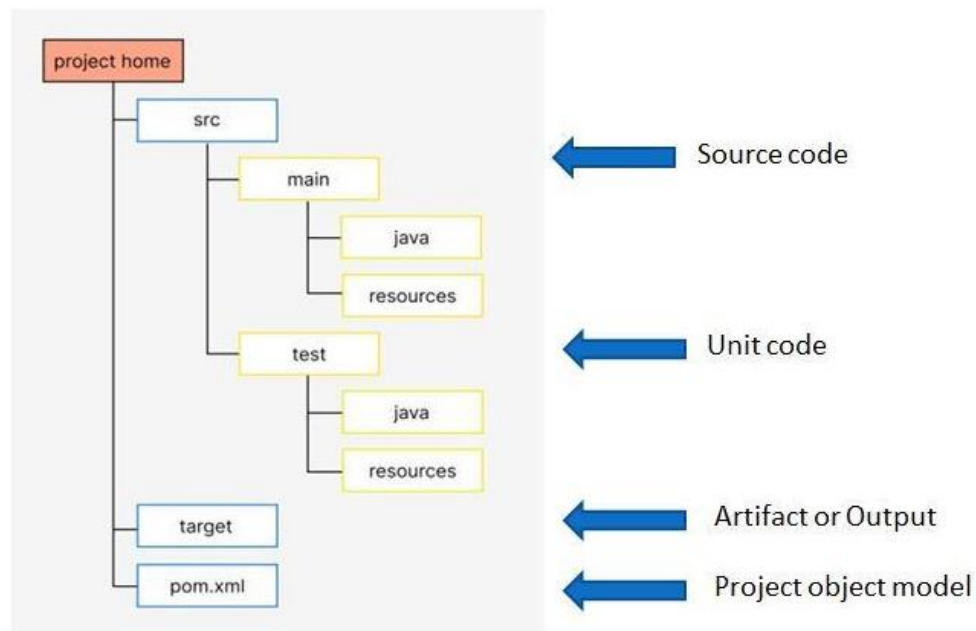 project home
src
Source code
main
java
resources
Unit code
test
java
resources
target
Artifact or Output
pom.xml
Project object model